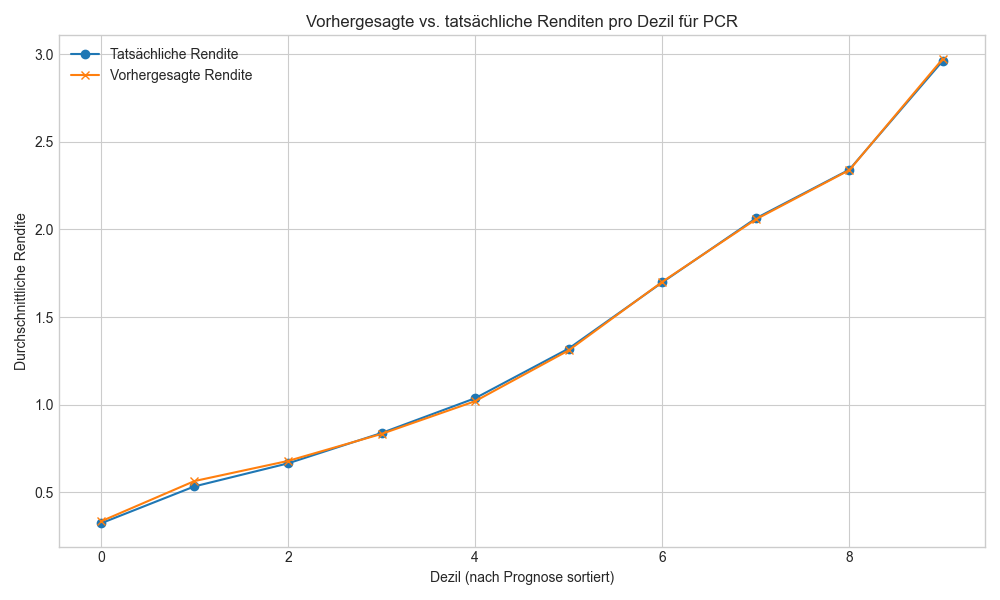 Vorhergesagte vs. tatsächliche Renditen pro Dezil für PCR
Tatsächliche Rendite
Vorhergesagte Rendite
Durchschnittliche Rendite
3.0
2.5
2.0
1.5
1.0
0.5
0 2 4 6 8
Dezil (nach Prognose sortiert)